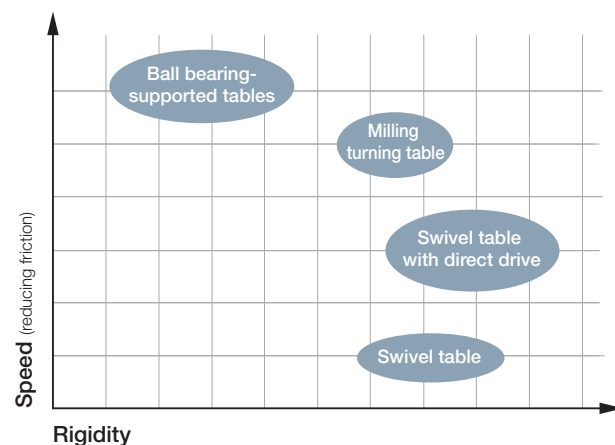 Ball bearing-
supported tables
Milling
turning table
Swivel table
with direct drive
Swivel table
Speed (reducing friction)
Rigidity